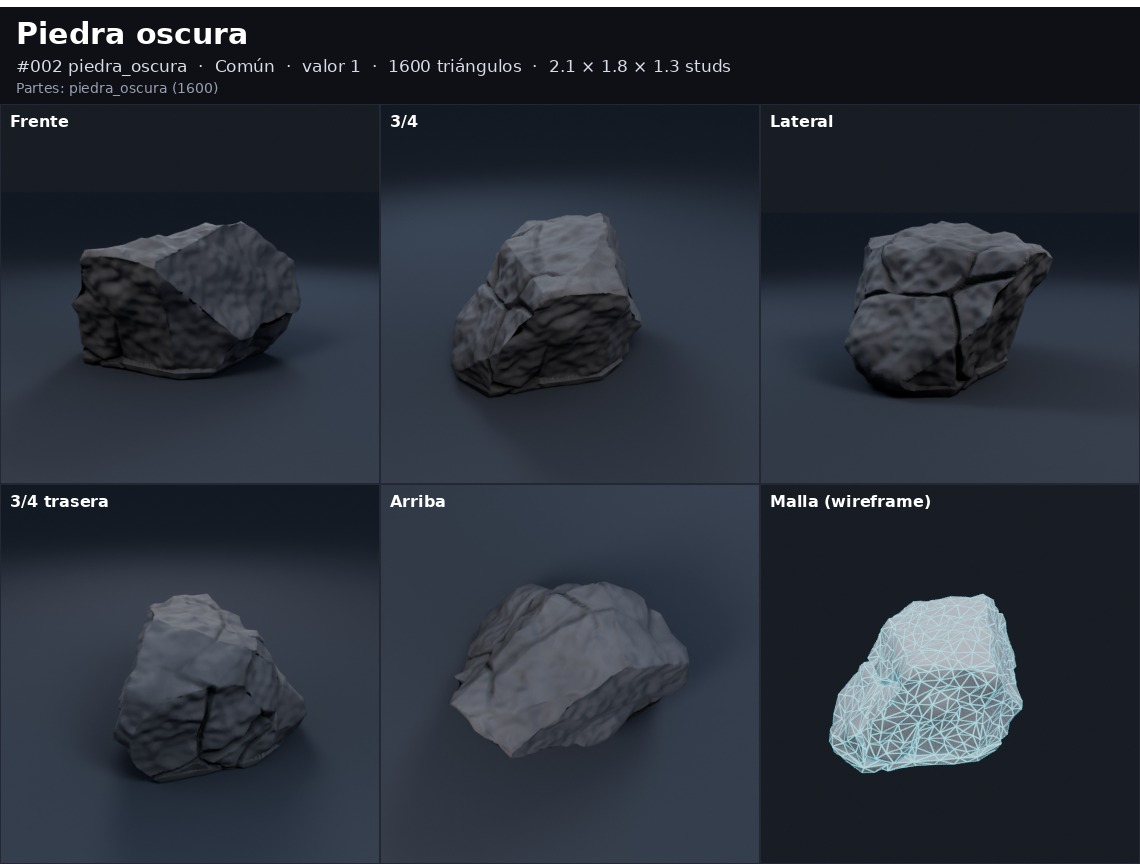 Piedra oscura
#002 piedra_oscura · Común · valor 1 · 1600 triángulos · 2.1 × 1.8 × 1.3 studs
Partes: piedra_oscura (1600)
Frente
3/4
Lateral
3/4 trasera
Arriba
Malla (wireframe)